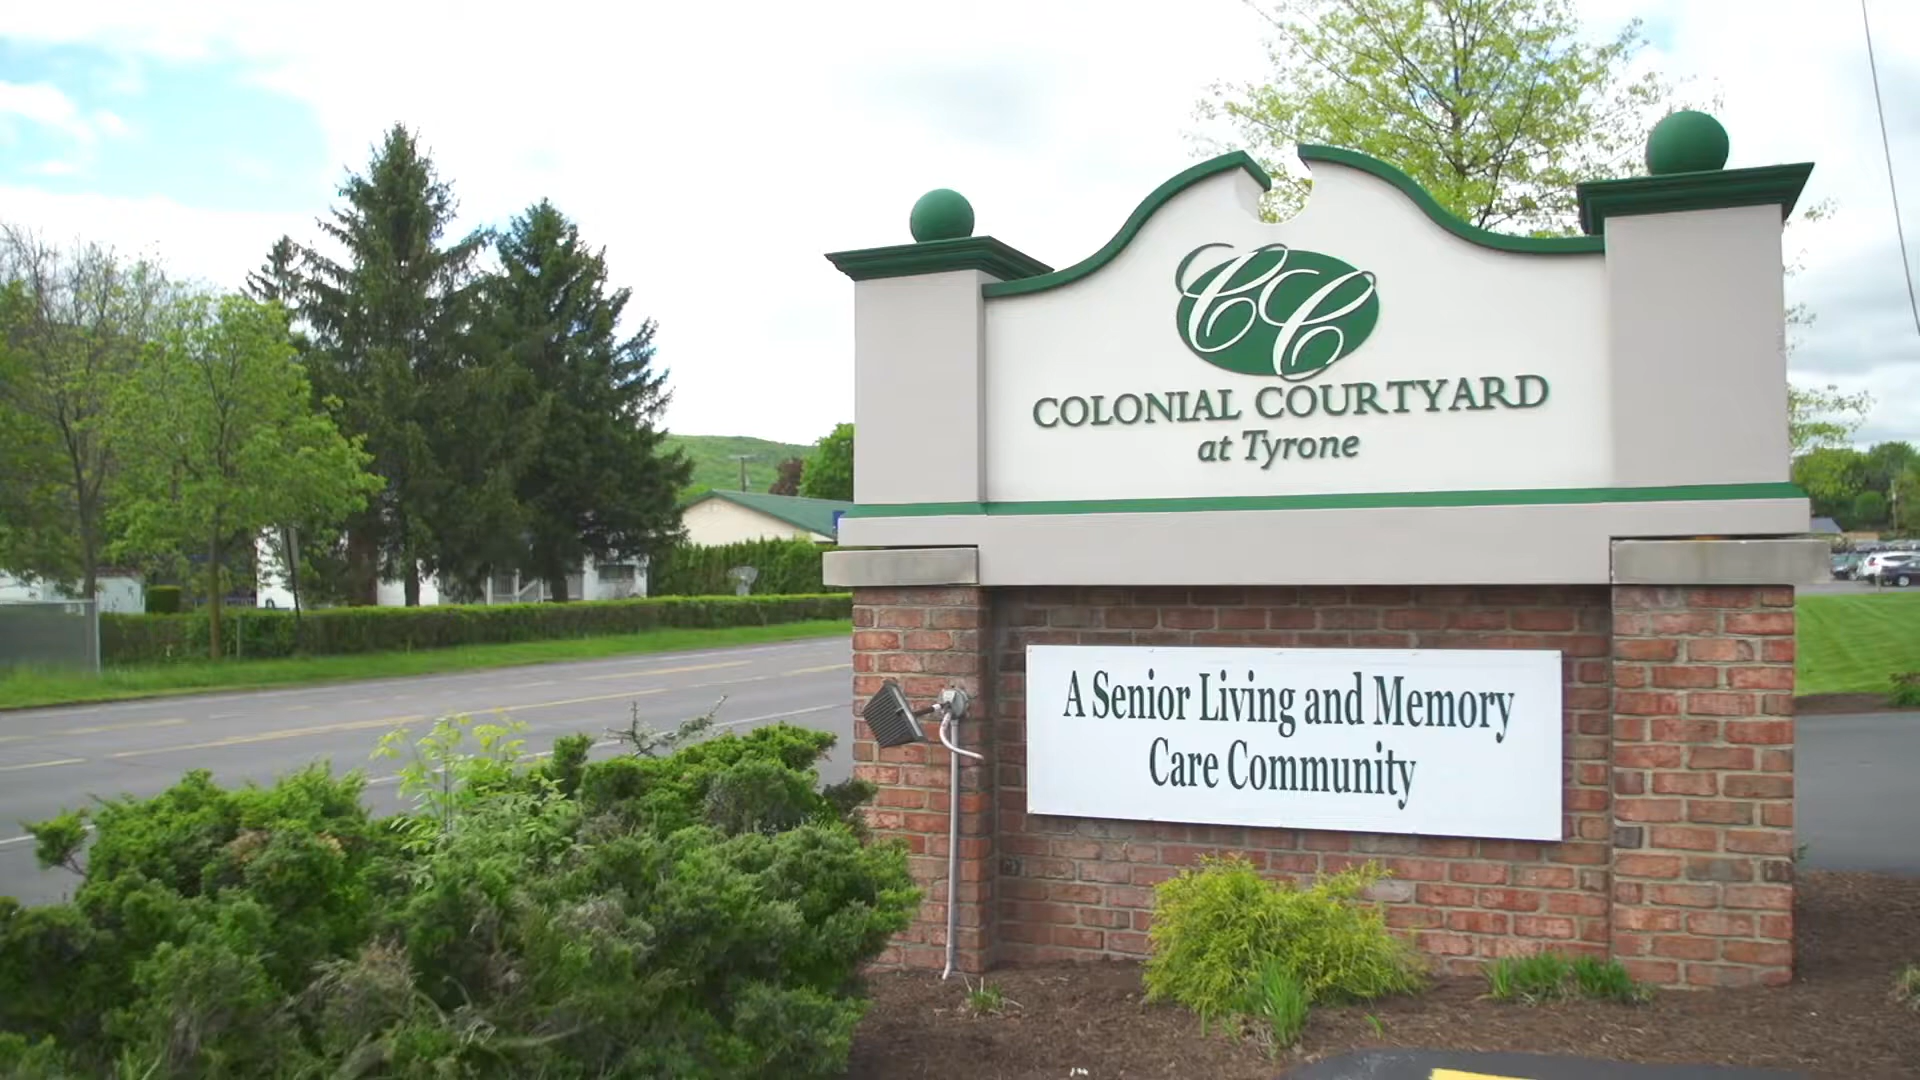 CC
COLONIAL COURTYARD
at Tyrone
A Senior Living and Memory
Care Community